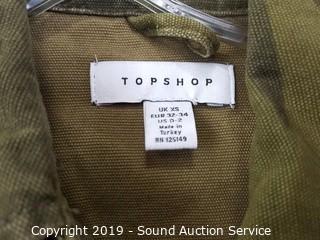 TOPSHOP
UK XS
EUR 32-34
US 0-2
Made in
Turkey
RN 125149
Copyright 2019 - Sound Auction Service